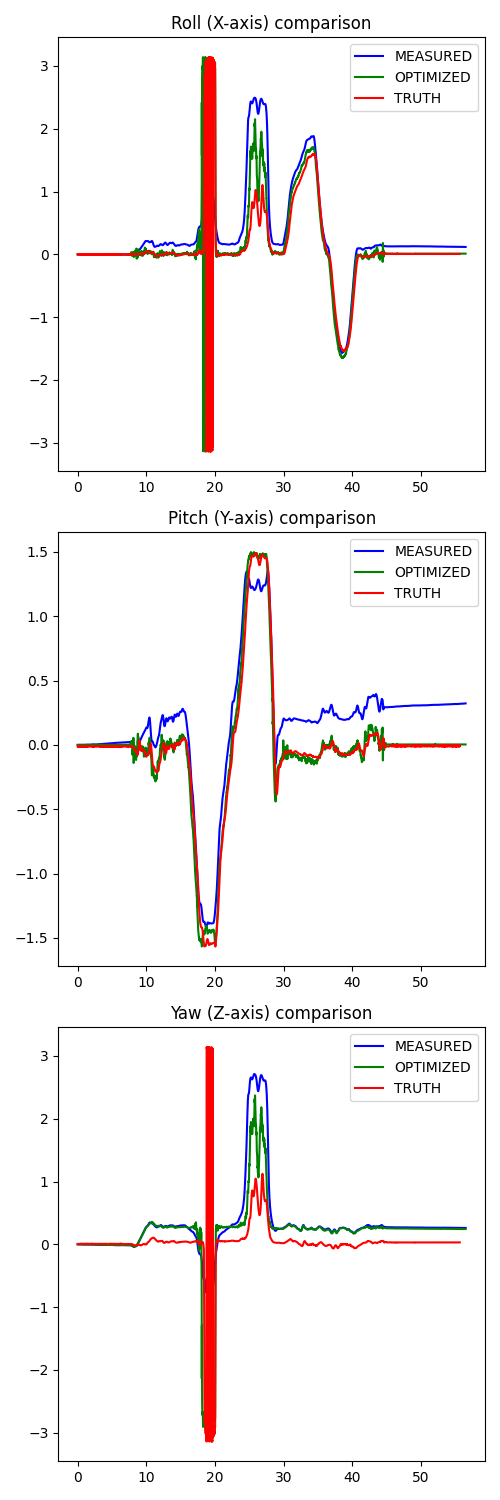 Roll (X-axis) comparison
MEASURED
OPTIMIZED
TRUTH
3
2
1
0
−1
−2
−3
0 10 20 30 40 50
Pitch (Y-axis) comparison
MEASURED
OPTIMIZED
TRUTH
1.5
1.0
0.5
0.0
−0.5
−1.0
−1.5
0 10 20 30 40 50
Yaw (Z-axis) comparison
MEASURED
OPTIMIZED
TRUTH
3
2
1
0
−1
−2
−3
0 10 20 30 40 50